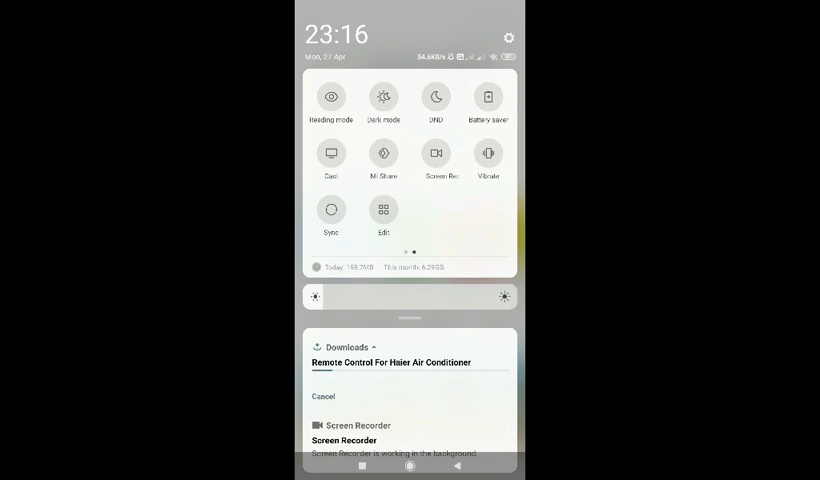 23:16
Mon, 27 Apr
54.6KB/s
Reading mode
Dark mode
DND
Battery saver
Cast
Mi Share
Screen Rec
Vibrate
Sync
Edit
Today: 198.7MB This month: 6.29GB
Downloads
Remote Control For Haier Air Conditioner
Cancel
Screen Recorder
Screen Recorder
Screen Recorder is working in the background